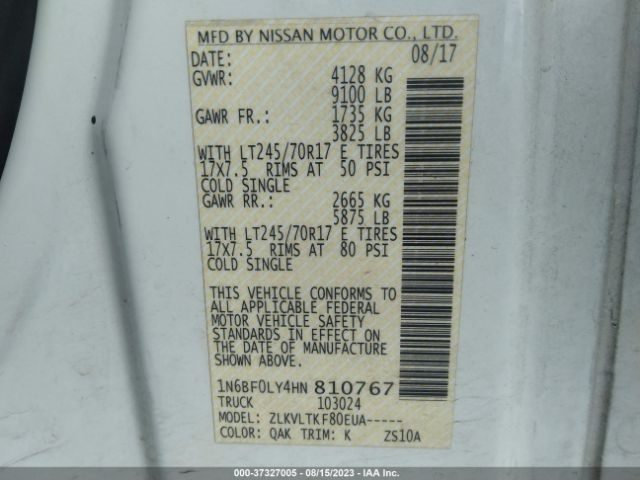 MFD BY NISSAN MOTOR CO., LTD.
DATE: 08/17
GVWR: 4128 KG
9100 LB
GAWR FR.: 1735 KG
3825 LB
WITH LT245/70R17 E TIRES
17X7.5 RIMS AT 50 PSI
COLD SINGLE
GAWR RR.: 2665 KG
5875 LB
WITH LT245/70R17 E TIRES
17X7.5 RIMS AT 80 PSI
COLD SINGLE
THIS VEHICLE CONFORMS TO
ALL APPLICABLE FEDERAL
MOTOR VEHICLE SAFETY
STANDARDS IN EFFECT ON
THE DATE OF MANUFACTURE
SHOWN ABOVE.
1N6BF0LY4HN 810767
TRUCK 103024
MODEL: ZLKVLTKF80EUA-----
COLOR: QAK TRIM: K ZS10A
000-37327005 - 08/15/2023 - IAA Inc.